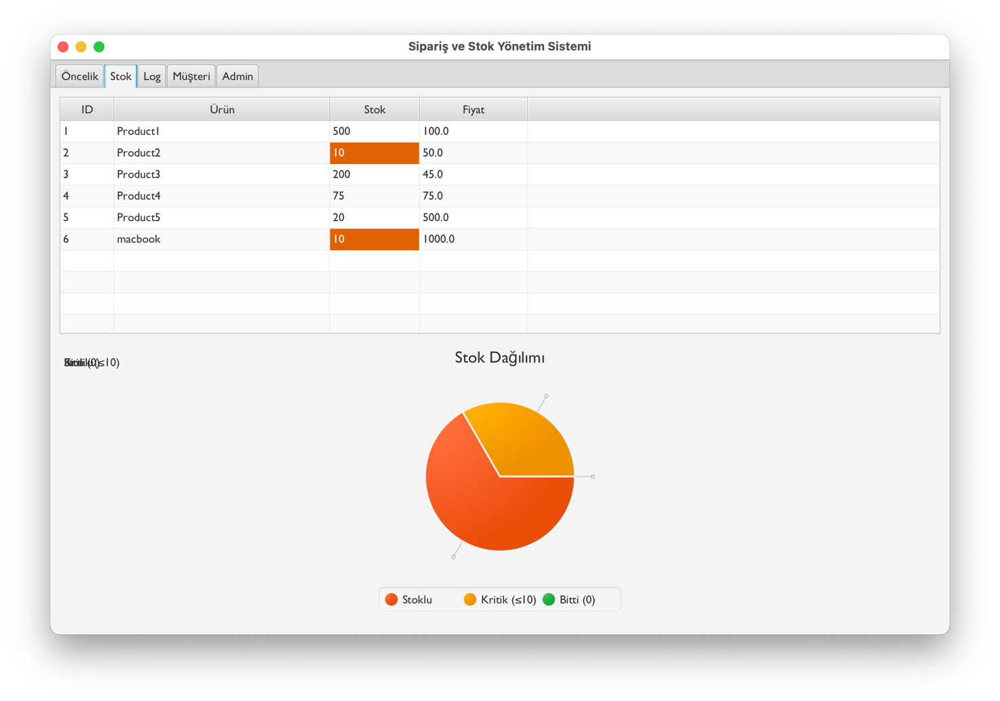 Sipariş ve Stok Yönetim Sistemi
Öncelik Stok Log Müşteri Admin
ID Ürün Stok Fiyat
1 Product1 500 100.0
2 Product2 10 50.0
3 Product3 200 45.0
4 Product4 75 75.0
5 Product5 20 500.0
6 macbook 10 1000.0
Stok Dağılımı
Stoklu Kritik (≤10) Bitti (0)